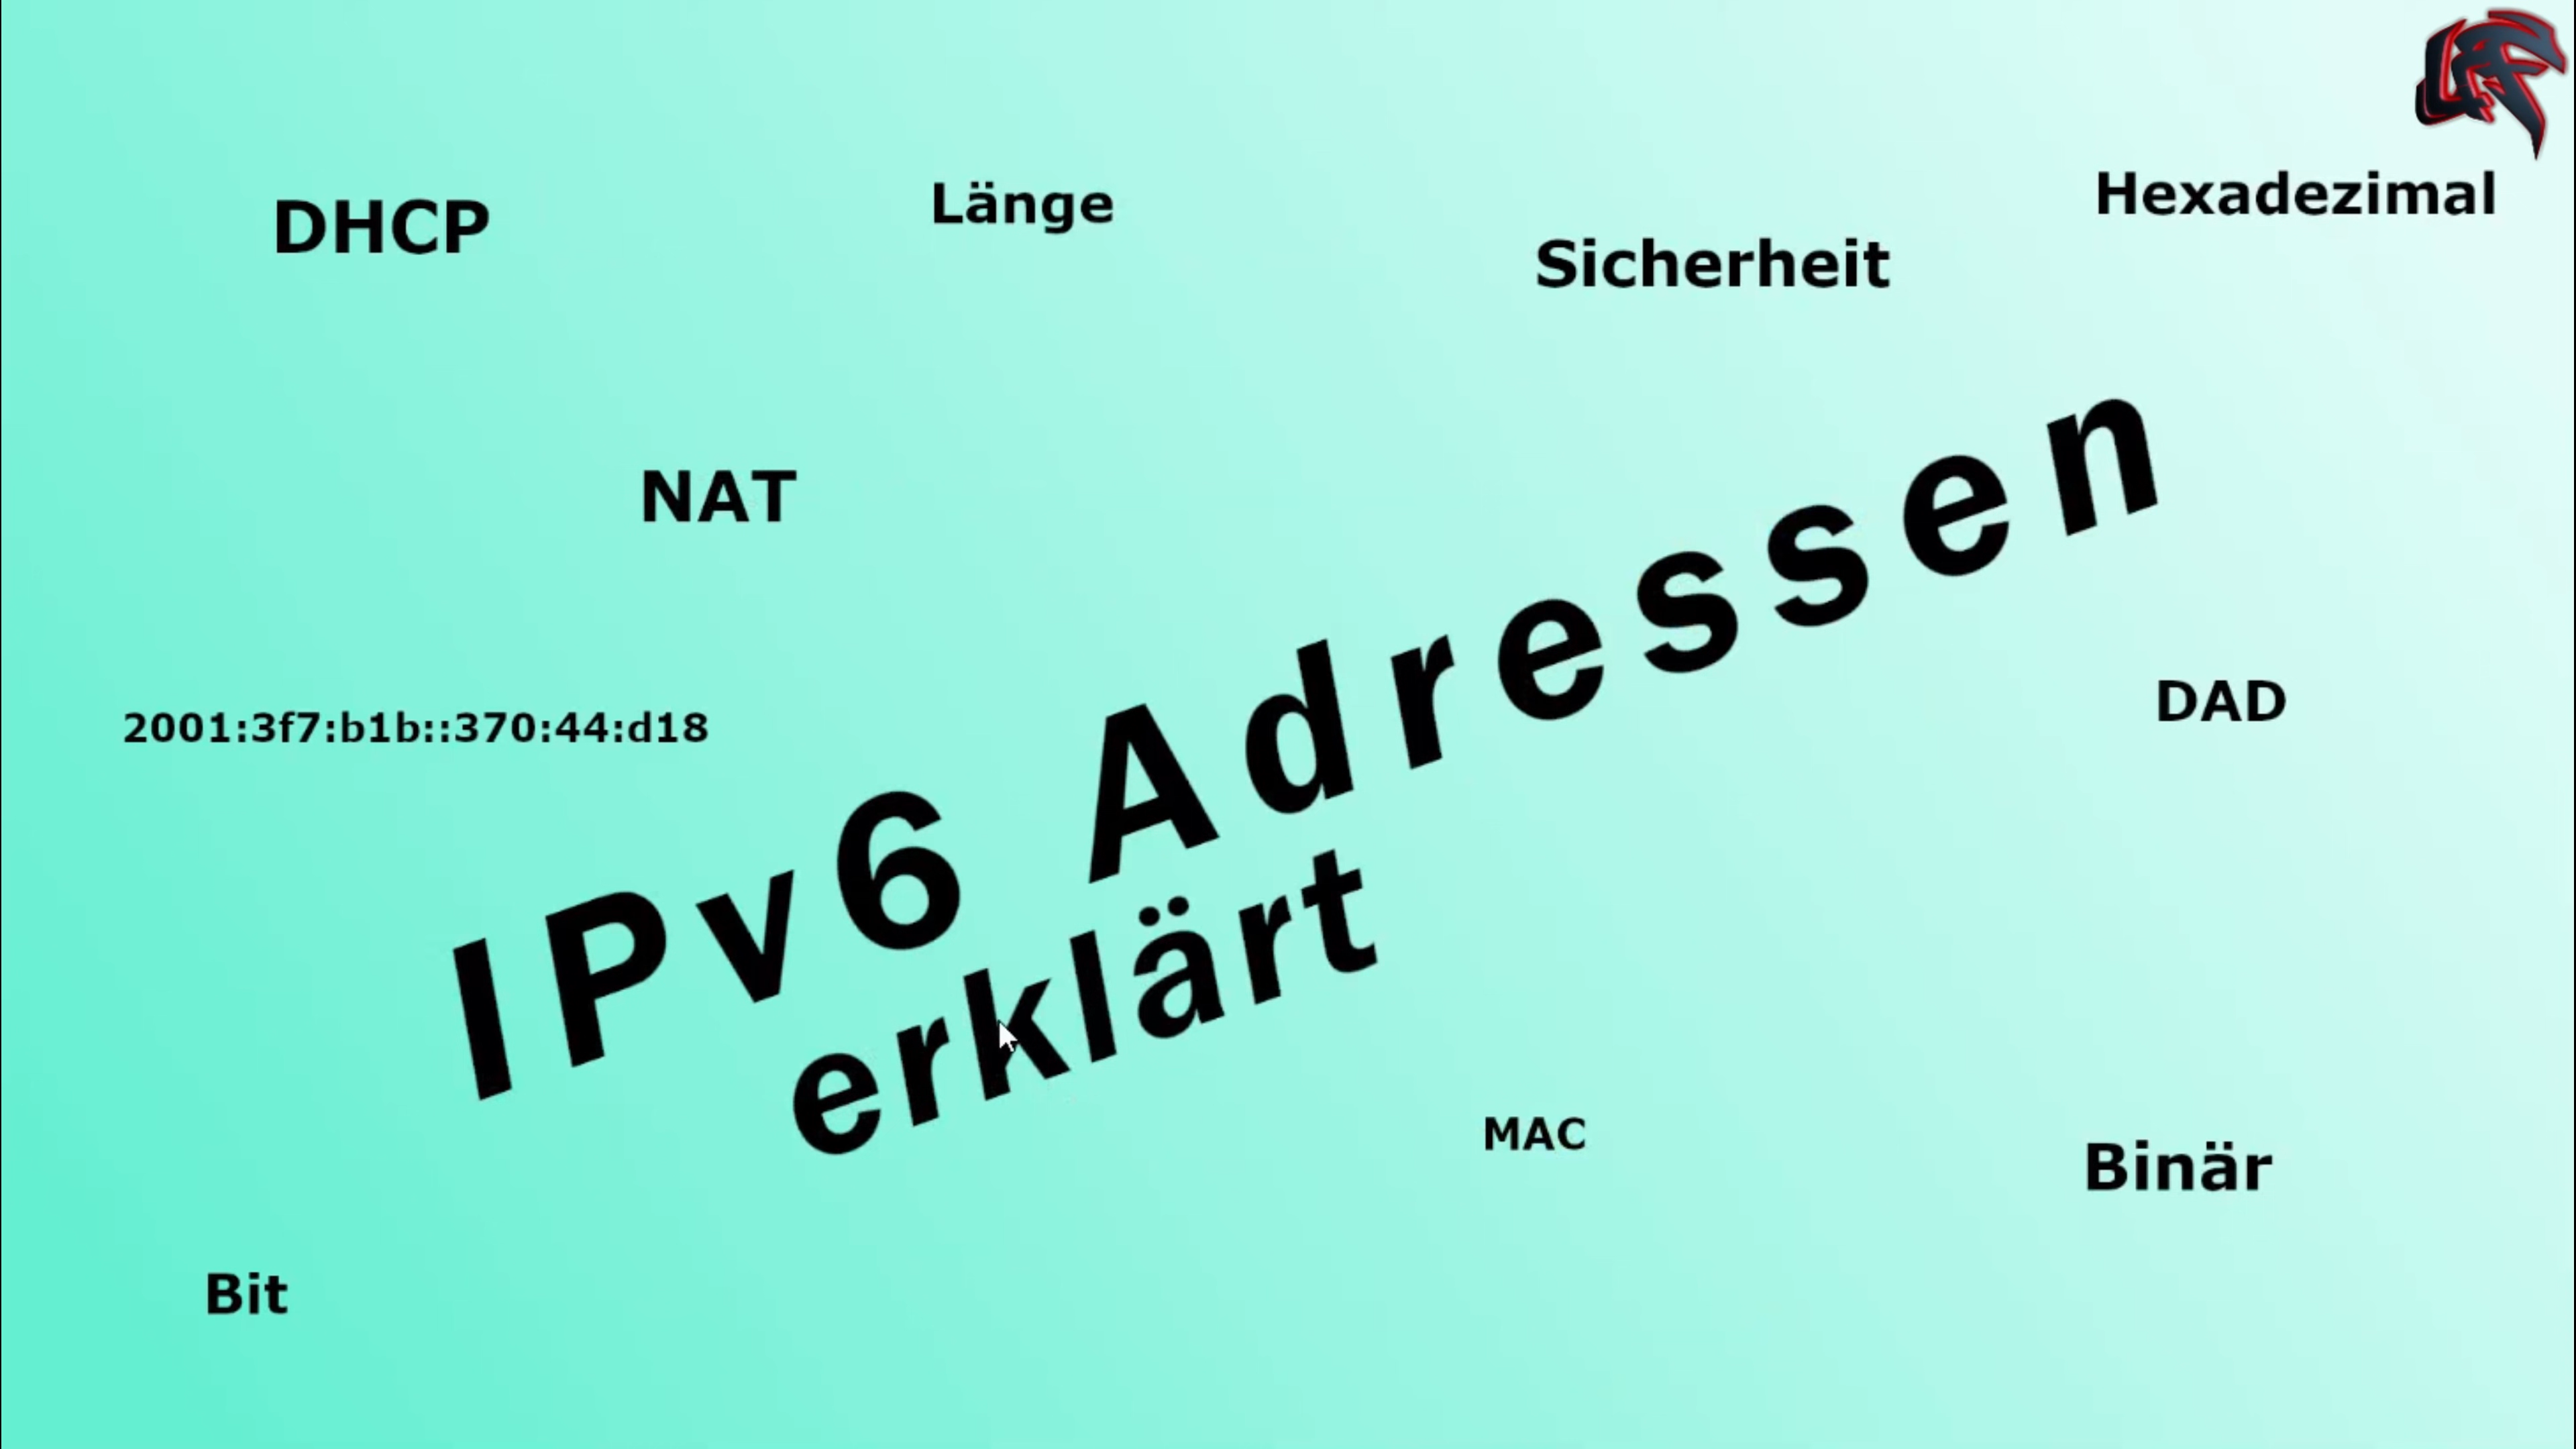 DHCP
Länge
Sicherheit
Hexadezimal
NAT
2001:3f7:b1b::370:44:d18
DAD
IPv6 Adressen
erklärt
MAC
Binär
Bit